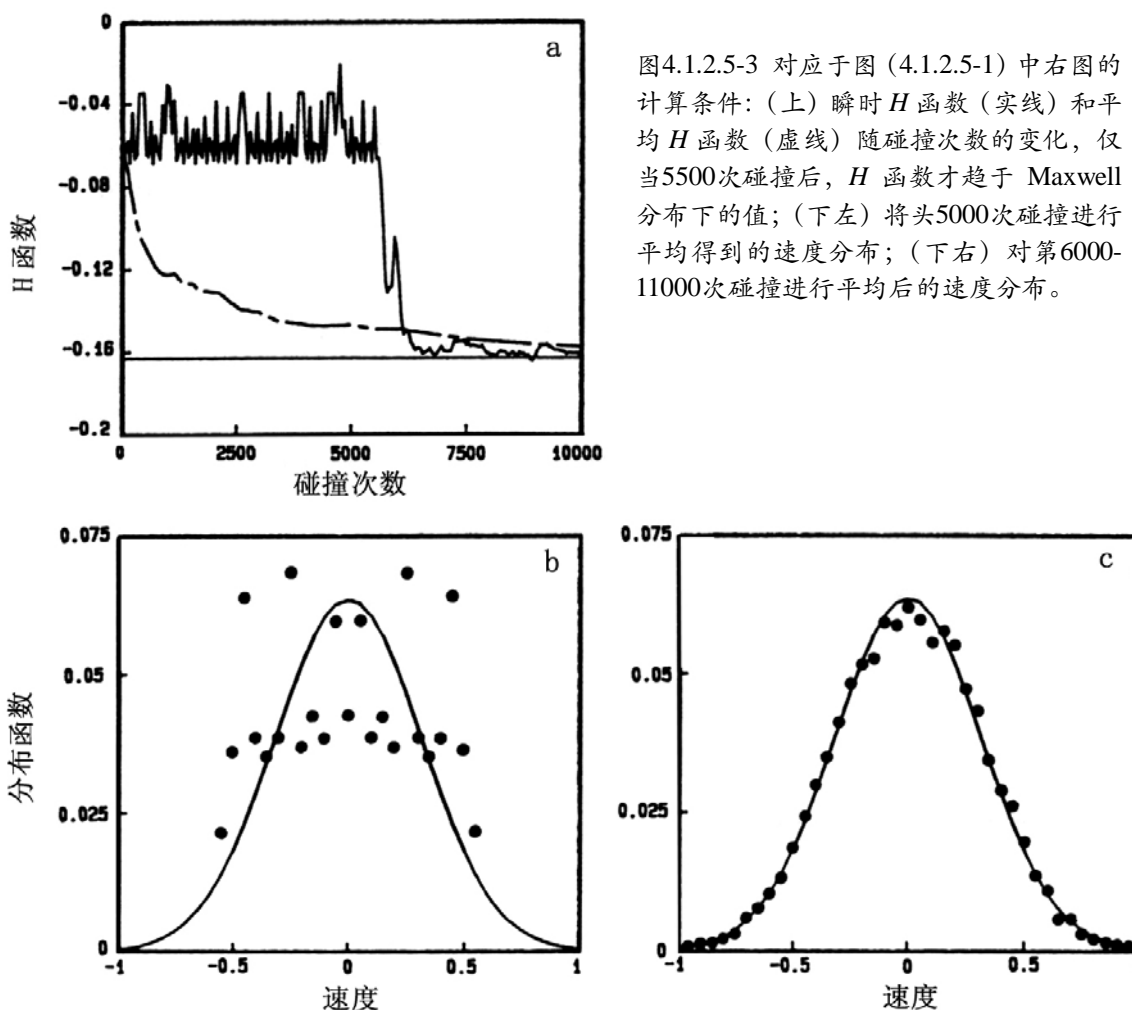 a
0
-0.04
-0.08
-0.12
-0.16
-0.2
H函数
0
2500
5000
7500
10000
碰撞次数
图4.1.2.5-3 对应于图(4.1.2.5-1)中右图的
计算条件:(上)瞬时 H 函数(实线)和平
均 H 函数(虚线)随碰撞次数的变化,仅
当5500次碰撞后,H 函数才趋于 Maxwell
分布下的值;(下左)将头5000次碰撞进行
平均得到的速度分布;(下右)对第6000-
11000次碰撞进行平均后的速度分布。
b
0.075
0.05
0.025
0
分布函数
-1
-0.5
0
0.5
1
速度
c
0.075
0.05
0.025
0
-1
-0.5
0
0.5
速度